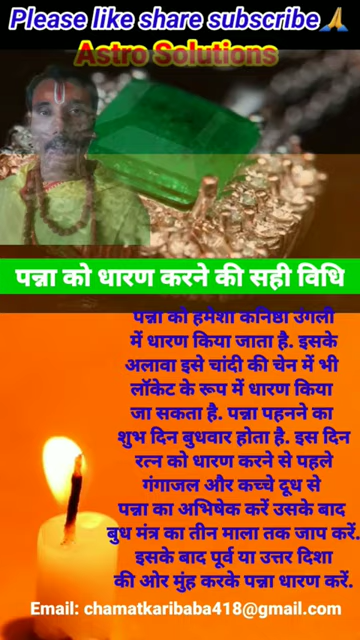 Please like share subscribe🙏
Astro Solutions
पन्ना को धारण करने की सही विधि
पन्ना को हमेशा कनिष्ठा उंगली
में धारण किया जाता है. इसके
अलावा इसे चांदी की चेन में भी
लॉकेट के रूप में धारण किया
जा सकता है. पन्ना पहनने का
शुभ दिन बुधवार होता है. इस दिन
रत्न को धारण करने से पहले
गंगाजल और कच्चे दूध से
पन्ना का अभिषेक करें उसके बाद
बुध मंत्र का तीन माला तक जाप करें.
इसके बाद पूर्व या उत्तर दिशा
की ओर मुंह करके पन्ना धारण करें.
Email: chamatkaribaba418@gmail.com